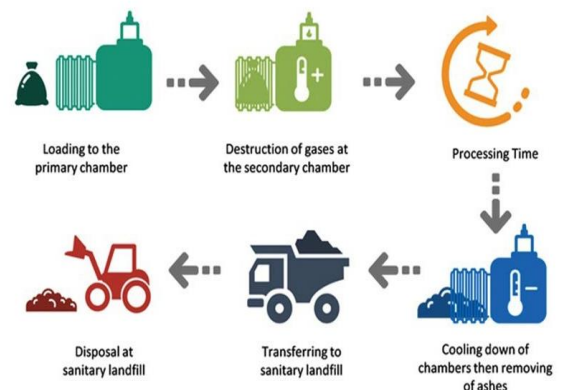 Loading to the
primary chamber
Destruction of gases at
the secondary chamber
Processing Time
Cooling down of
chambers then removing
of ashes
Transferring to
sanitary landfill
Disposal at
sanitary landfill